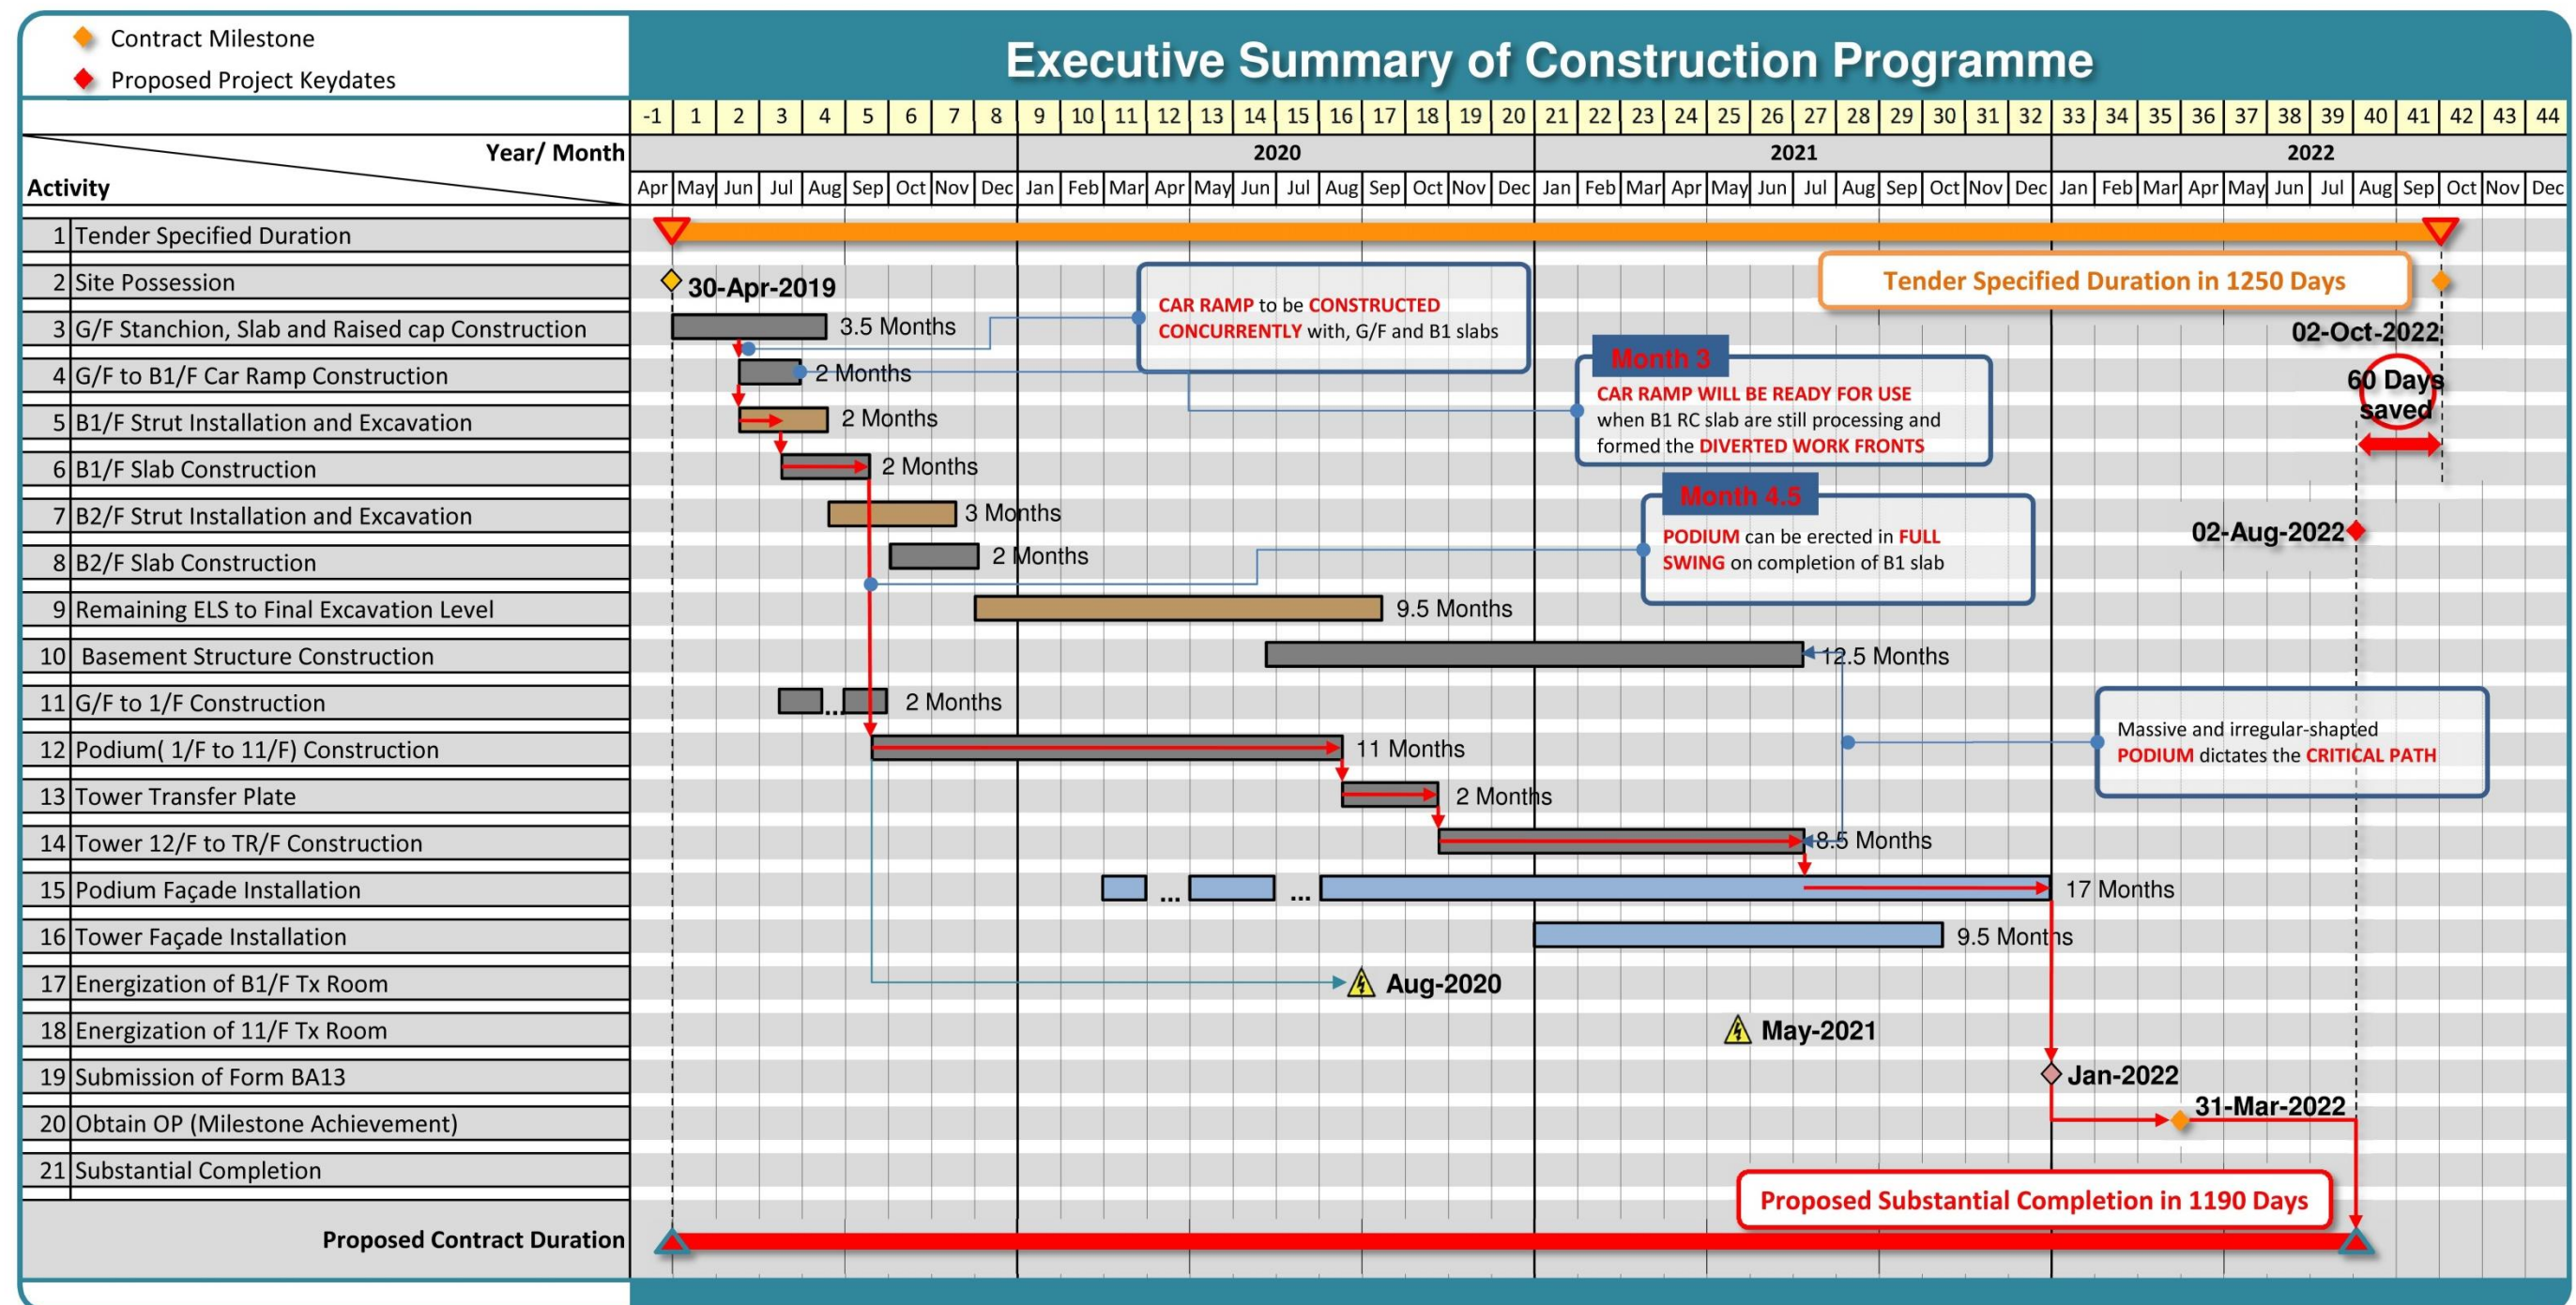 Contract Milestone
Proposed Project Keydates
Executive Summary of Construction Programme
-1 1 2 3 4 5 6 7 8 9 10 11 12 13 14 15 16 17 18 19 20 21 22 23 24 25 26 27 28 29 30 31 32 33 34 35 36 37 38 39 40 41 42 43 44
Year/ Month
2020 2021 2022
Activity
Apr May Jun Jul Aug Sep Oct Nov Dec Jan Feb Mar Apr May Jun Jul Aug Sep Oct Nov Dec Jan Feb Mar Apr May Jun Jul Aug Sep Oct Nov Dec Jan Feb Mar Apr May Jun Jul Aug Sep Oct Nov Dec
1 Tender Specified Duration
2 Site Possession
30-Apr-2019
Tender Specified Duration in 1250 Days
CAR RAMP to be CONSTRUCTED
CONCURRENTLY with, G/F and B1 slabs
3 G/F Stanchion, Slab and Raised cap Construction
3.5 Months
02-Oct-2022
4 G/F to B1/F Car Ramp Construction
2 Months
Month 3
CAR RAMP WILL BE READY FOR USE
when B1 RC slab are still processing and
formed the DIVERTED WORK FRONTS
60 Days
saved
5 B1/F Strut Installation and Excavation
2 Months
6 B1/F Slab Construction
2 Months
7 B2/F Strut Installation and Excavation
3 Months
Month 4.5
PODIUM can be erected in FULL
SWING on completion of B1 slab
02-Aug-2022
8 B2/F Slab Construction
2 Months
9 Remaining ELS to Final Excavation Level
9.5 Months
10 Basement Structure Construction
12.5 Months
11 G/F to 1/F Construction
...
2 Months
Massive and irregular-shapted
PODIUM dictates the CRITICAL PATH
12 Podium( 1/F to 11/F) Construction
11 Months
13 Tower Transfer Plate
2 Months
14 Tower 12/F to TR/F Construction
8.5 Months
15 Podium Façade Installation
... ...
17 Months
16 Tower Façade Installation
9.5 Months
17 Energization of B1/F Tx Room
Aug-2020
18 Energization of 11/F Tx Room
May-2021
19 Submission of Form BA13
Jan-2022
20 Obtain OP (Milestone Achievement)
31-Mar-2022
21 Substantial Completion
Proposed Substantial Completion in 1190 Days
Proposed Contract Duration